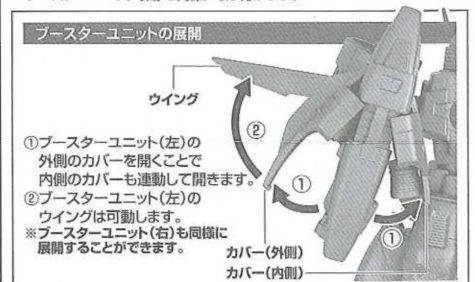 ブースターユニットの展開
ウイング
②
①ブースターユニット(左)の
外側のカバーを開くことで
内側のカバーも連動して開きます。
②ブースターユニット(左)の
ウイングは可動します。
※ブースターユニット(右)も同様に
展開することができます。
①
①
カバー(外側)
カバー(内側)